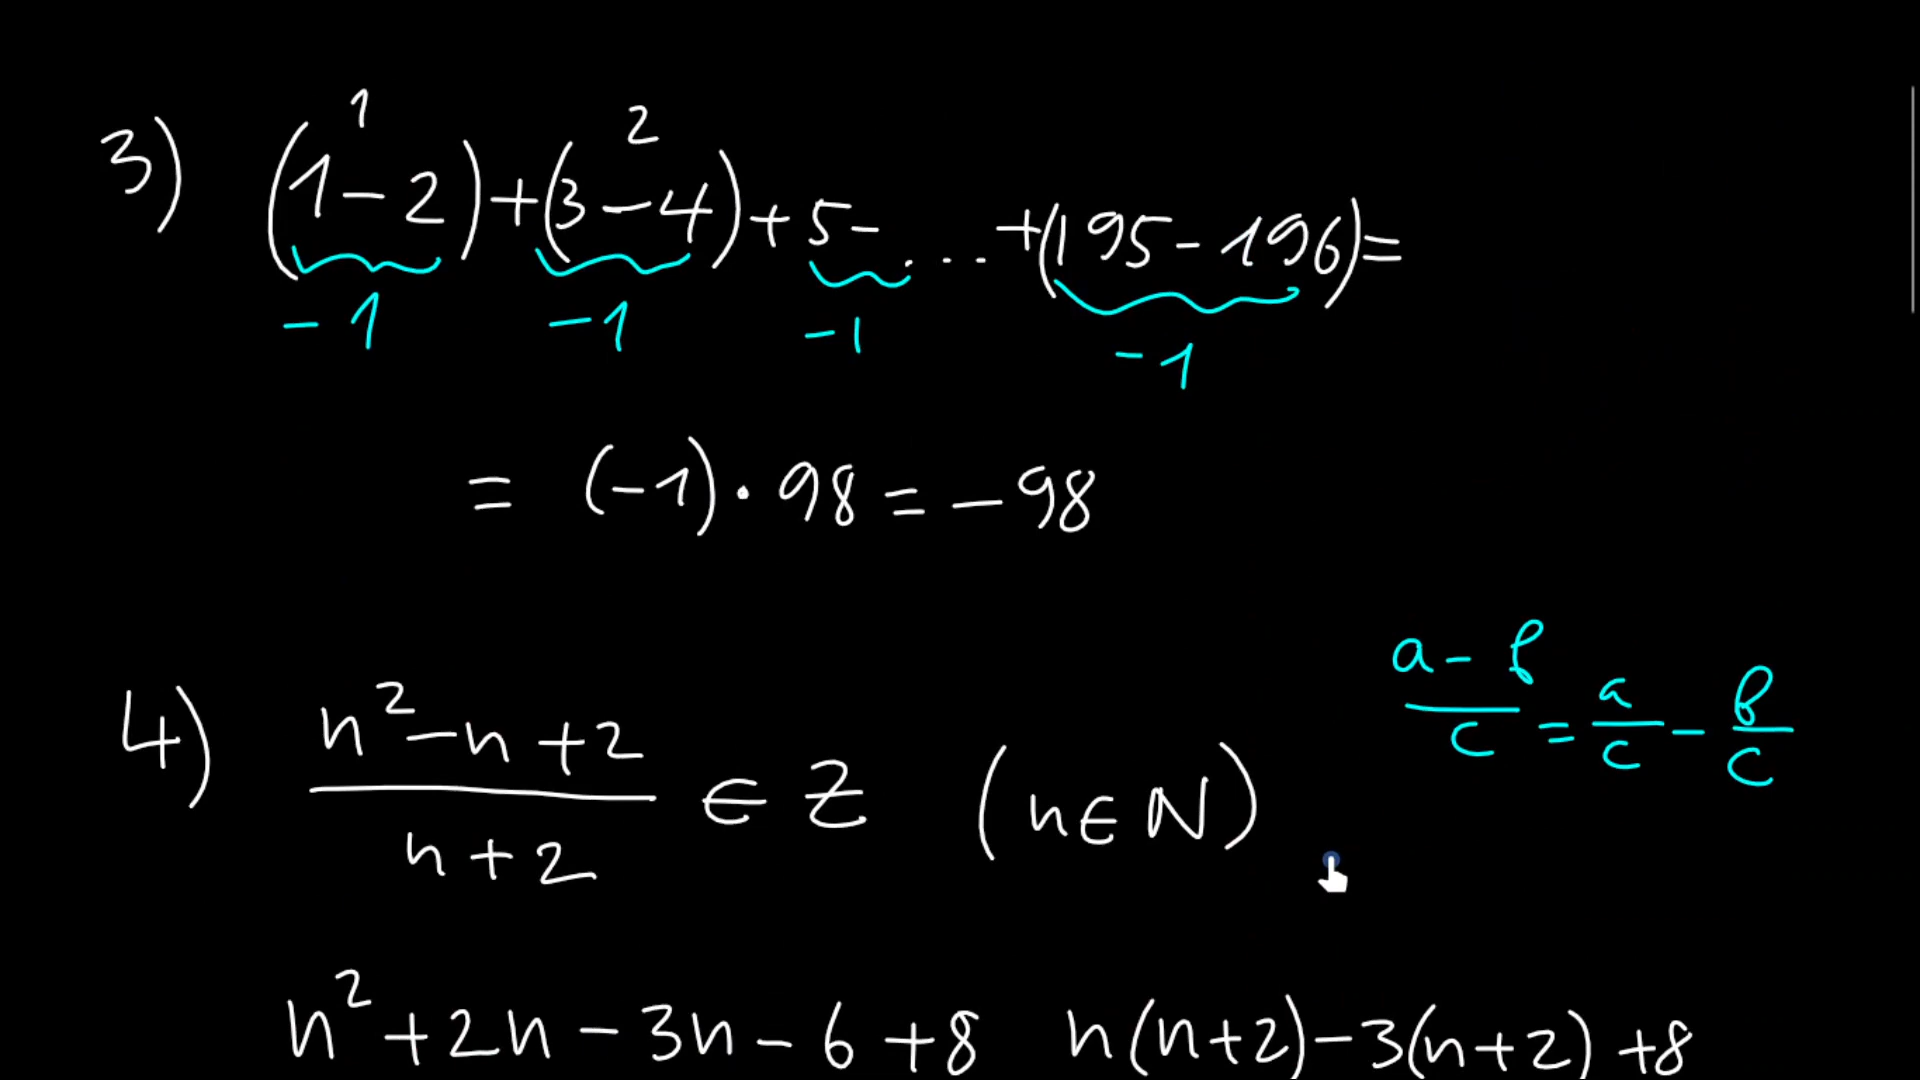 1 2
3) (1-2)+(3-4)+5-...+(195-196)=
-1 -1 -1 -1
= (-1)·98=-98
4) n²-n+2 / n+2 ∈ Z (n∈N)
a-b / c = a/c - b/c
n²+2n-3n-6+8 n(n+2)-3(n+2)+8